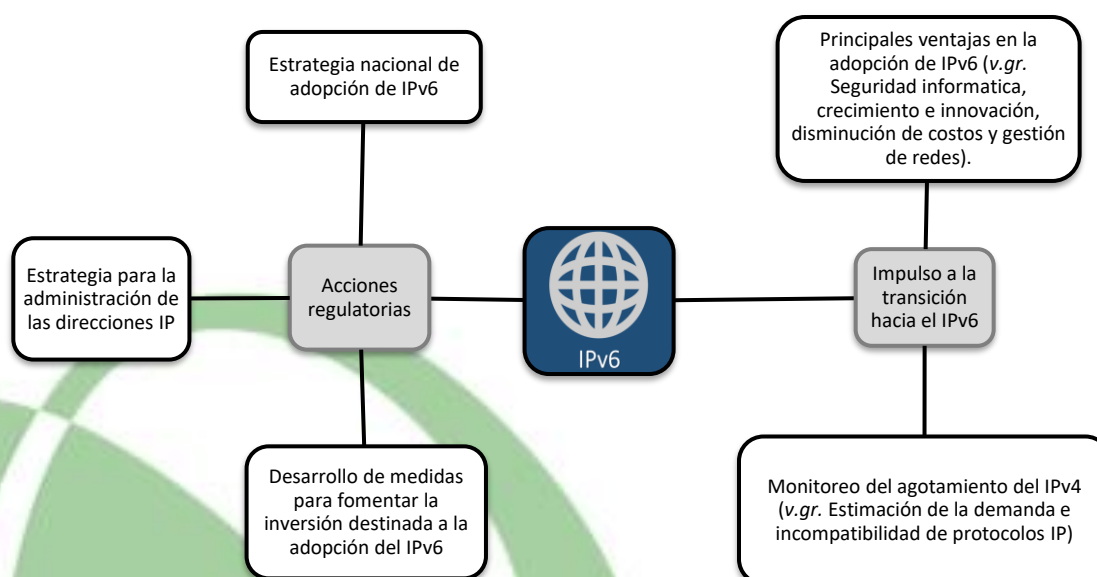 Estrategia nacional de
adopción de IPv6
Principales ventajas en la
adopción de IPv6 (v.gr.
Seguridad informatica,
crecimiento e innovación,
disminución de costos y gestión
de redes).
Estrategia para la
administración de
las direcciones IP
Acciones
regulatorias
IPv6
Impulso a la
transición
hacia el IPv6
Desarrollo de medidas
para fomentar la
inversión destinada a la
adopción del IPv6
Monitoreo del agotamiento del IPv4
(v.gr. Estimación de la demanda e
incompatibilidad de protocolos IP)